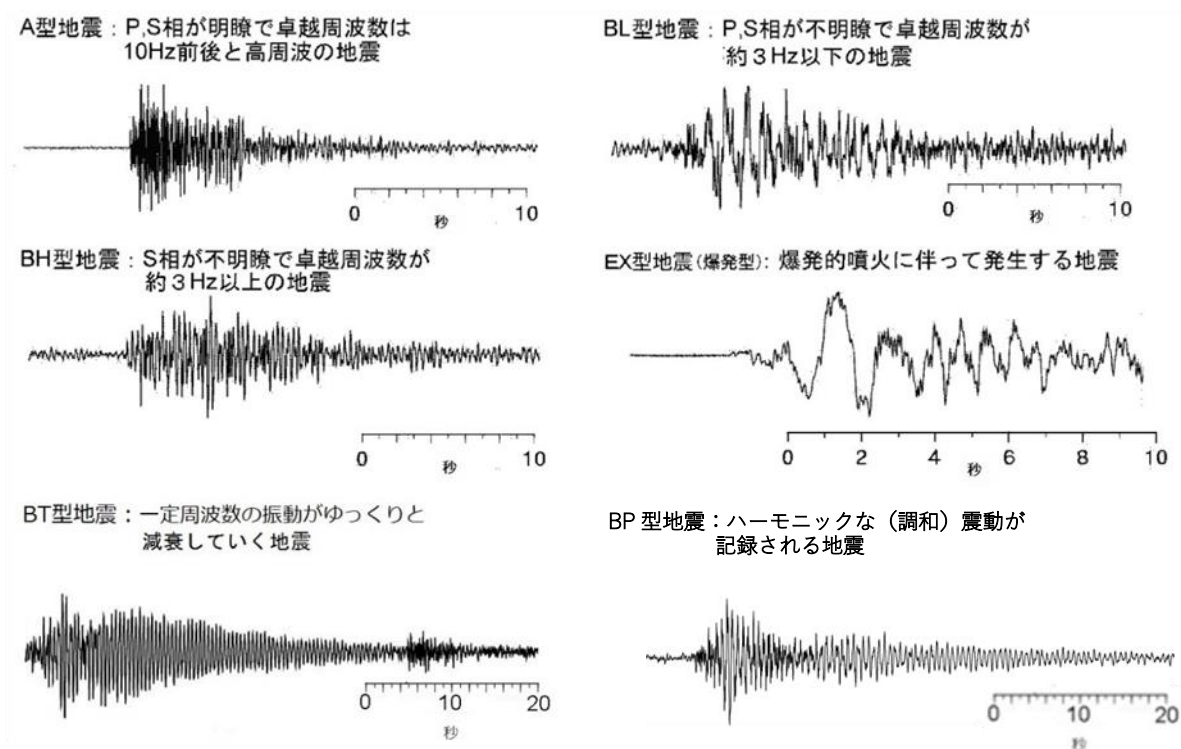 A型地震：P,S相が明瞭で卓越周波数は
10Hz前後と高周波の地震
0
10
秒
BL型地震：P,S相が不明瞭で卓越周波数が
約３Hz以下の地震
0
10
秒
BH型地震：S相が不明瞭で卓越周波数が
約３Hz以上の地震
0
10
秒
EX型地震(爆発型)：爆発的噴火に伴って発生する地震
0
2
4
6
8
10
秒
BT型地震：一定周波数の振動がゆっくりと
減衰していく地震
0
10
20
秒
BP 型地震：ハーモニックな（調和）震動が
記録される地震
0
10
20
秒